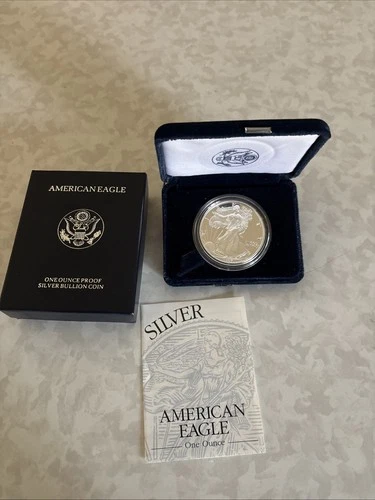 AMERICAN EAGLE
ONE OUNCE PROOF
SILVER BULLION COIN
SILVER
AMERICAN
EAGLE
One Ounce